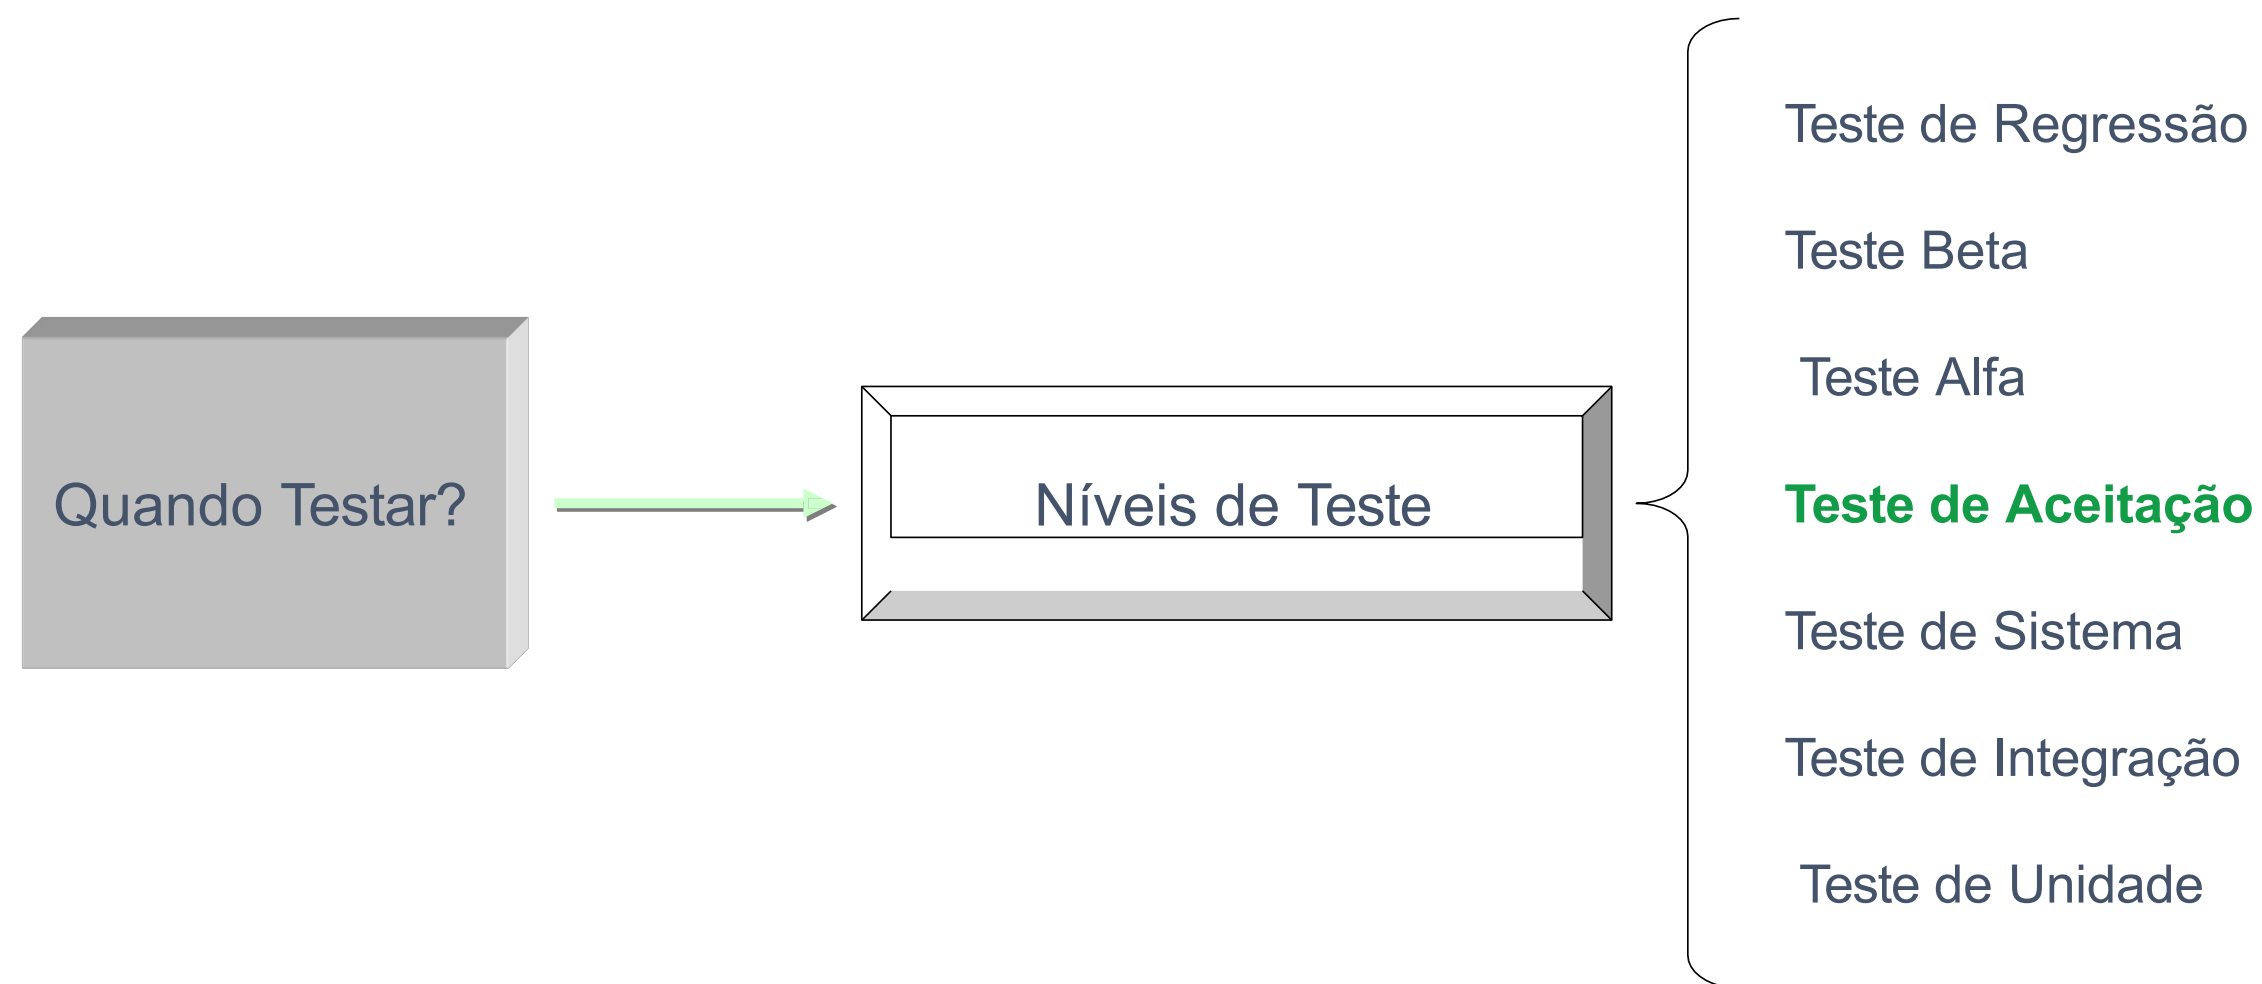 Quando Testar?
Níveis de Teste
Teste de Regressão
Teste Beta
Teste Alfa
Teste de Aceitação
Teste de Sistema
Teste de Integração
Teste de Unidade